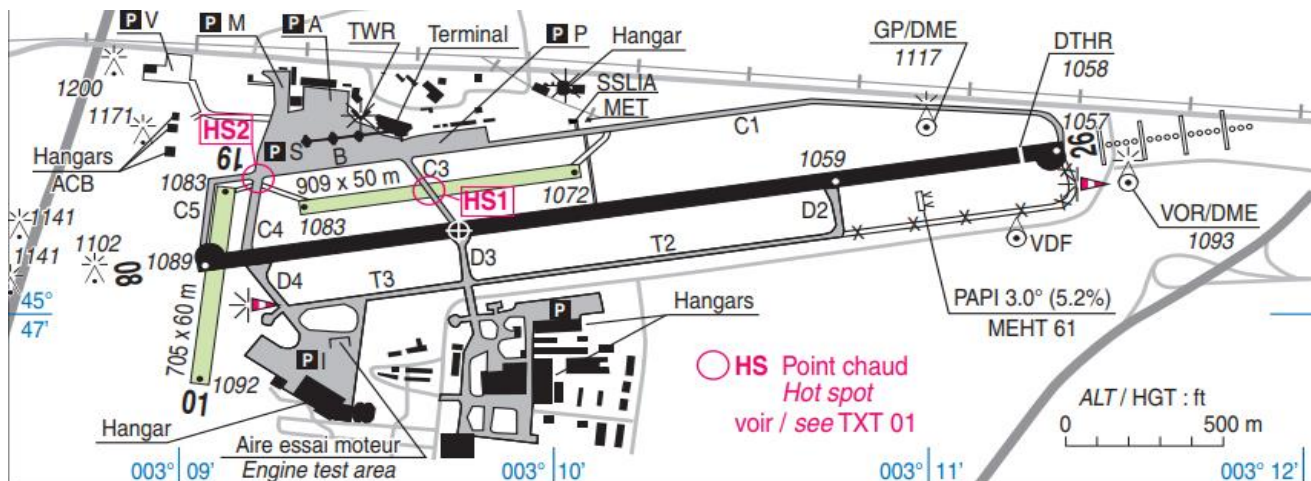 P V
P M
P A
TWR
Terminal
P P
Hangar
GP/DME
1117
DTHR
1058
1200
1171
HS2
19
P S
B
SSLIA
MET
C1
1057
26
Hangars
ACB
1083
909 x 50 m
C3
HS1
1072
1059
1083
C5
C4
1141
1141
1102
08
1089
D2
VOR/DME
1093
D4
T3
D3
T2
VDF
45°
47'
705 x 60 m
P
Hangars
PAPI 3.0° (5.2%)
MEHT 61
P I
1092
01
HS Point chaud
Hot spot
voir / see TXT 01
ALT / HGT : ft
0 500 m
Hangar
Aire essai moteur
Engine test area
003° 09'
003° 10'
003° 11'
003° 12'